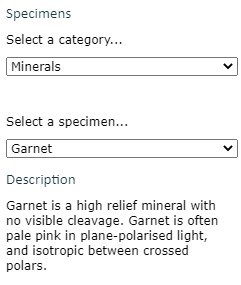 Specimens
Select a category...
Minerals
Select a specimen...
Garnet
Description
Garnet is a high relief mineral with
no visible cleavage. Garnet is often
pale pink in plane-polarised light,
and isotropic between crossed
polars.